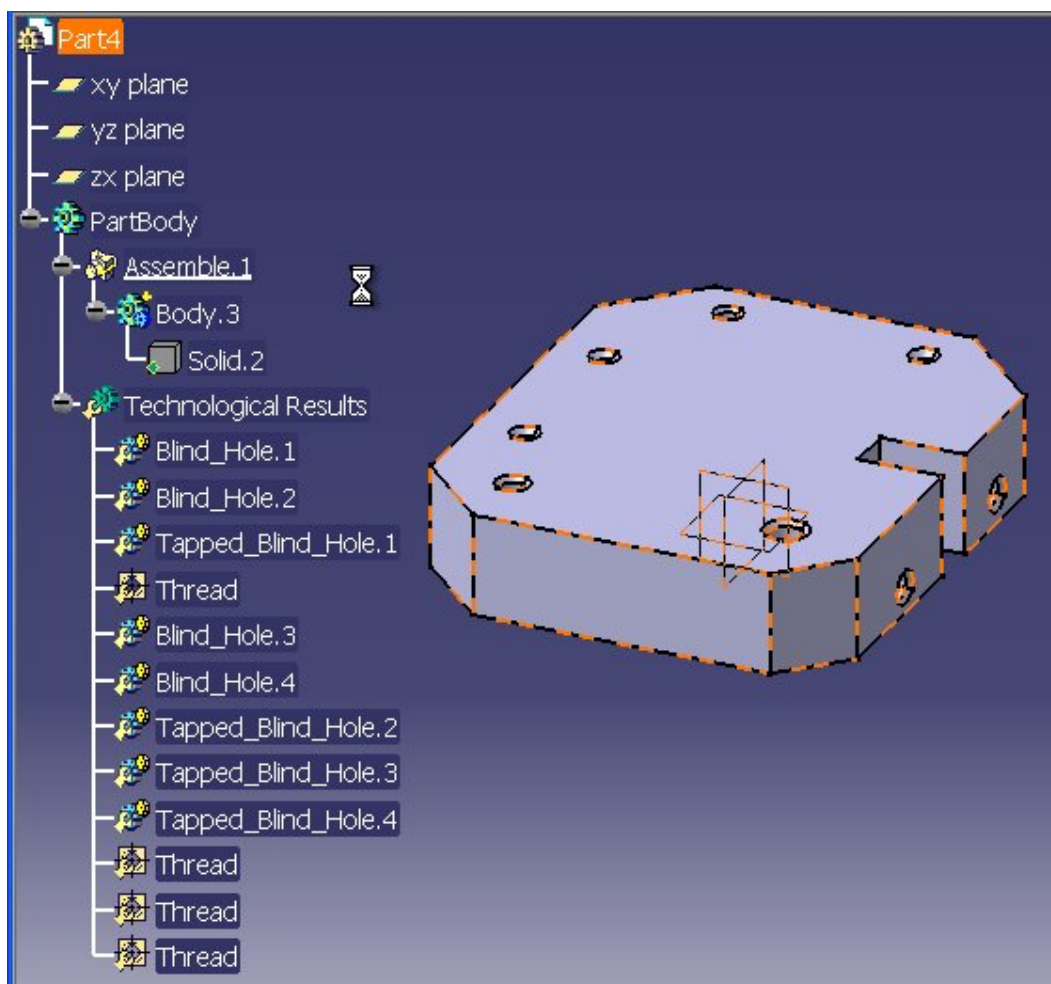 Part4
xy plane
yz plane
zx plane
PartBody
Assemble.1
Body.3
Solid.2
Technological Results
Blind_Hole.1
Blind_Hole.2
Tapped_Blind_Hole.1
Thread
Blind_Hole.3
Blind_Hole.4
Tapped_Blind_Hole.2
Tapped_Blind_Hole.3
Tapped_Blind_Hole.4
Thread
Thread
Thread